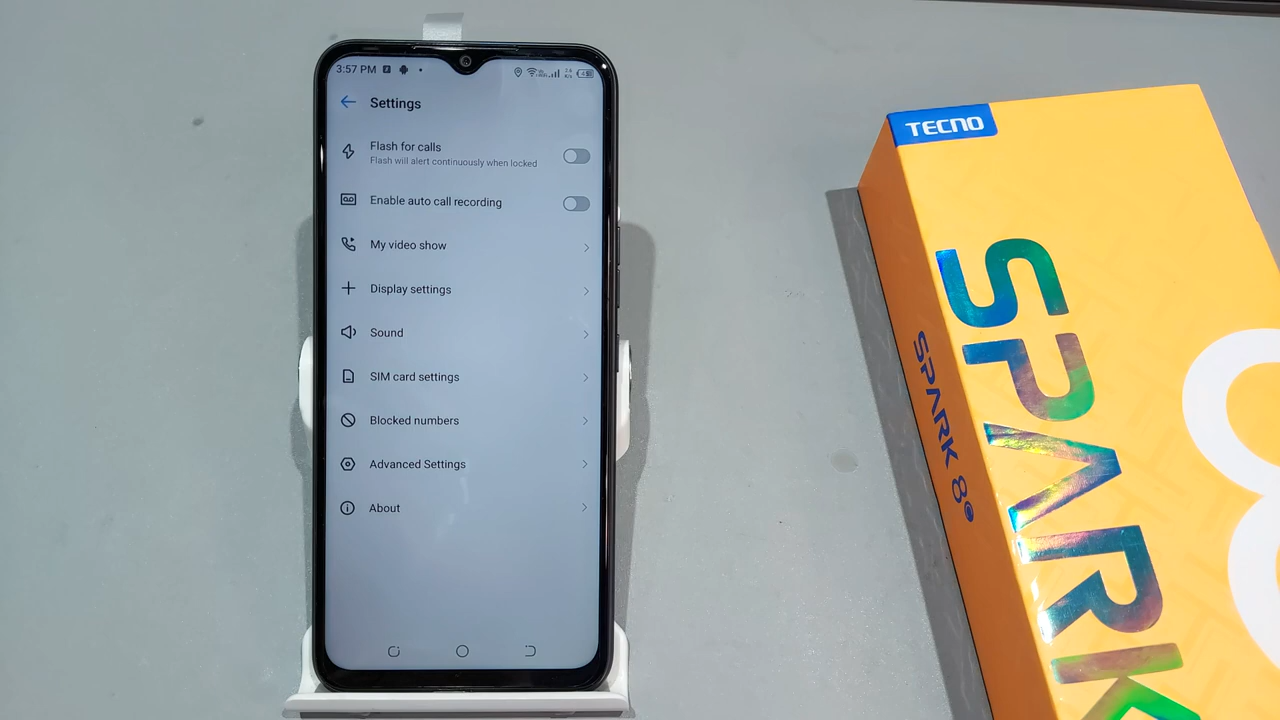 3:57 PM
Settings
Flash for calls
Flash will alert continuously when locked
Enable auto call recording
My video show
Display settings
Sound
SIM card settings
Blocked numbers
Advanced Settings
About
TECNO
SPARK
8
SPARK 8C